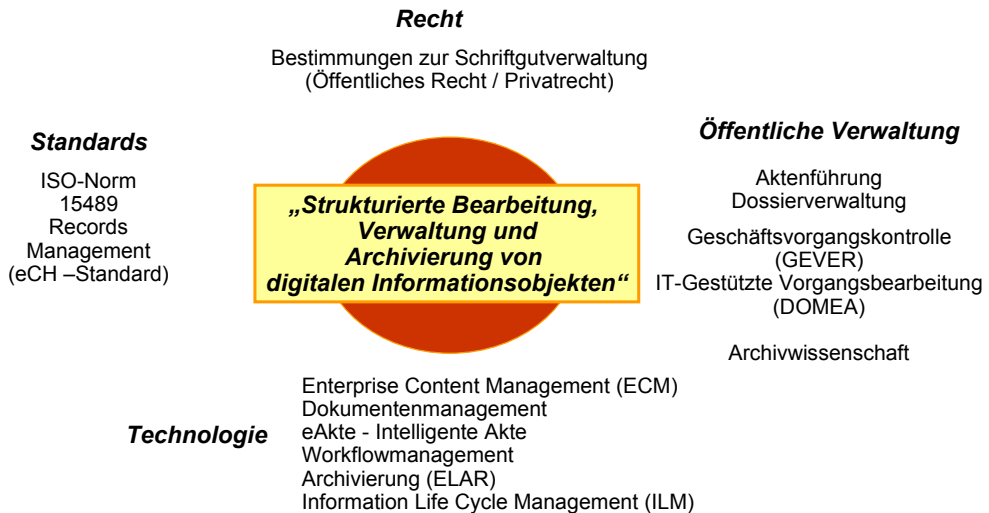 Recht
Bestimmungen zur Schriftgutverwaltung
(Öffentliches Recht / Privatrecht)
Standards
ISO-Norm
15489
Records
Management
(eCH –Standard)
„Strukturierte Bearbeitung,
Verwaltung und
Archivierung von
digitalen Informationsobjekten“
Öffentliche Verwaltung
Aktenführung
Dossierverwaltung
Geschäftsvorgangskontrolle
(GEVER)
IT-Gestützte Vorgangsbearbeitung
(DOMEA)
Archivwissenschaft
Technologie
Enterprise Content Management (ECM)
Dokumentenmanagement
eAkte - Intelligente Akte
Workflowmanagement
Archivierung (ELAR)
Information Life Cycle Management (ILM)